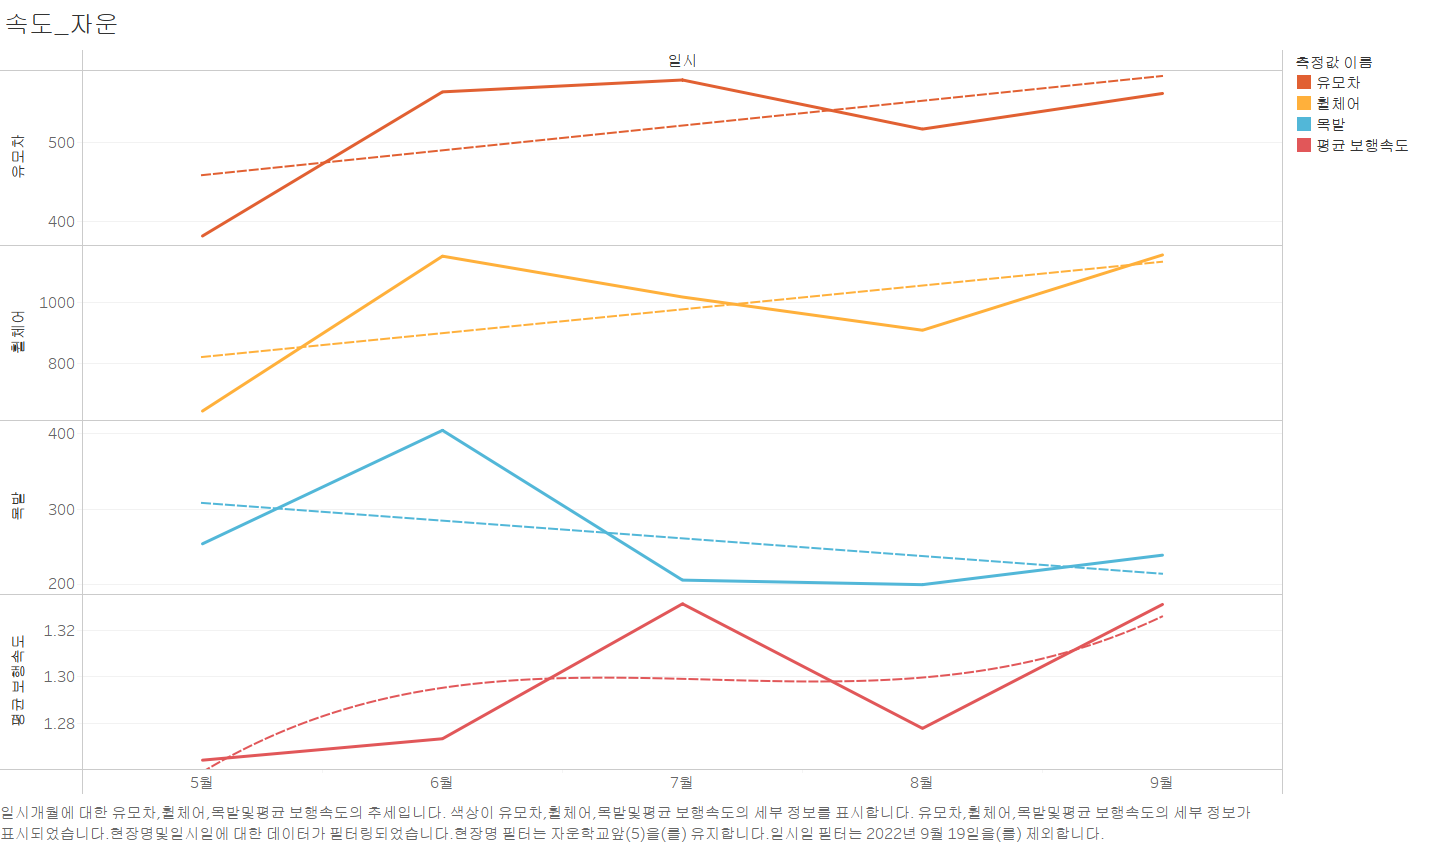 속도_자운
일시
측정값 이름
유모차
휠체어
목발
평균 보행속도
유모차
500
400
휠체어
1000
800
목발
400
300
200
평균 보행속도
1.32
1.30
1.28
5월
6월
7월
8월
9월
일시개월에 대한 유모차,휠체어,목발및평균 보행속도의 추세입니다. 색상이 유모차,휠체어,목발및평균 보행속도의 세부 정보를 표시합니다. 유모차,휠체어,목발및평균 보행속도의 세부 정보가
표시되었습니다.현장명및일시일에 대한 데이터가 필터링되었습니다.현장명 필터는 자운학교앞(5)을(를) 유지합니다.일시일 필터는 2022년 9월 19일을(를) 제외합니다.